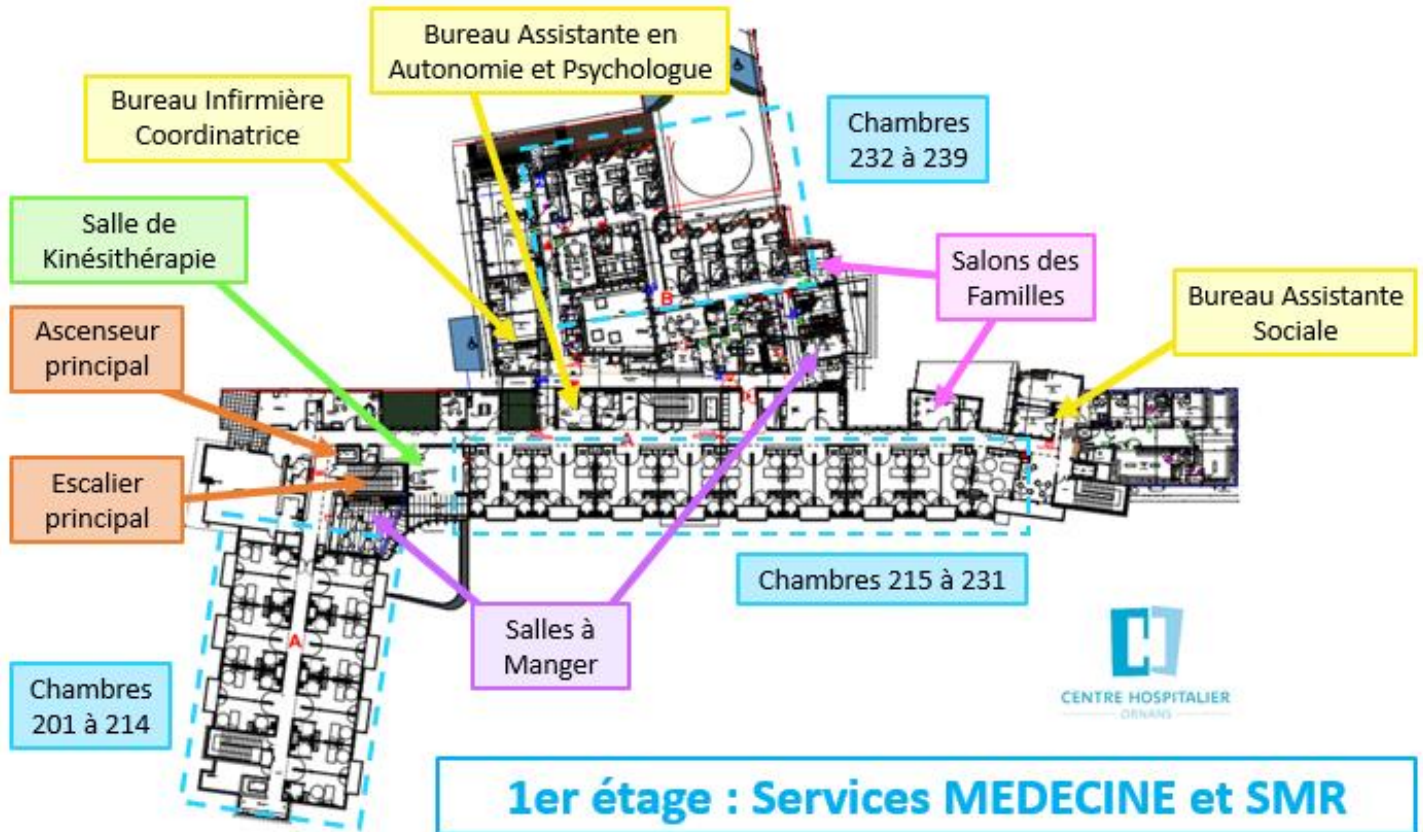 Bureau Assistante en
Autonomie et Psychologue
Bureau Infirmière
Coordinatrice
Chambres
232 à 239
Salle de
Kinésithérapie
Salons des
Familles
Bureau Assistante
Sociale
Ascenseur
principal
B
Escalier
principal
A
Chambres 215 à 231
Salles à
Manger
A
Chambres
201 à 214
CENTRE HOSPITALIER
ORNANS
1er étage : Services MEDECINE et SMR